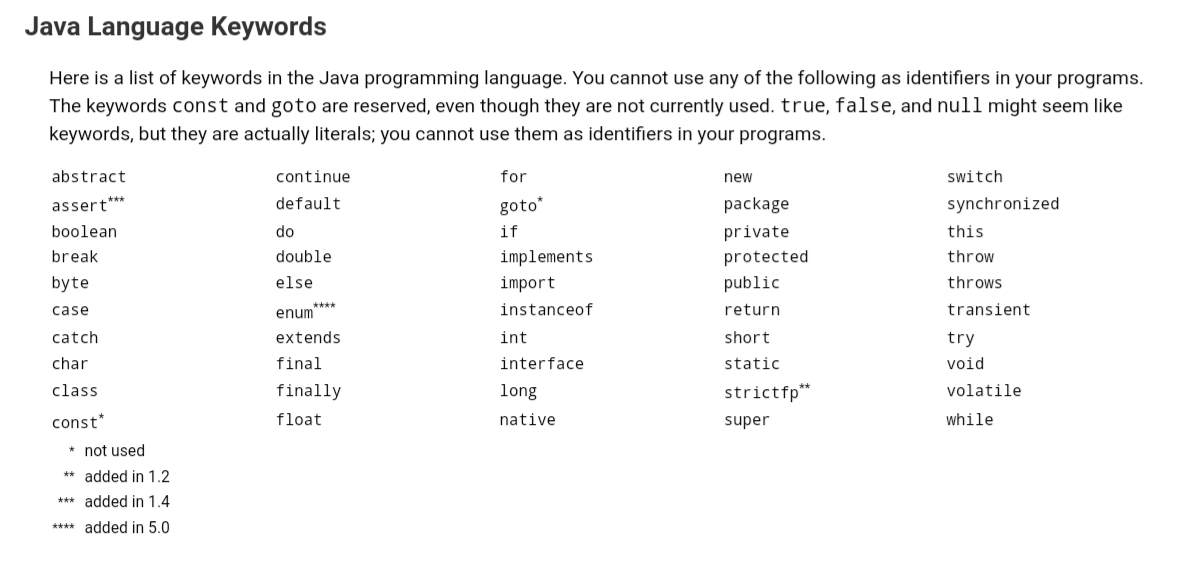 Java Language Keywords
Here is a list of keywords in the Java programming language. You cannot use any of the following as identifiers in your programs.
The keywords const and goto are reserved, even though they are not currently used. true, false, and null might seem like
keywords, but they are actually literals; you cannot use them as identifiers in your programs.
abstract continue for new switch
assert*** default goto* package synchronized
boolean do if private this
break double implements protected throw
byte else import public throws
case enum**** instanceof return transient
catch extends int short try
char final interface static void
class finally long strictfp** volatile
const* float native super while
* not used
** added in 1.2
*** added in 1.4
**** added in 5.0